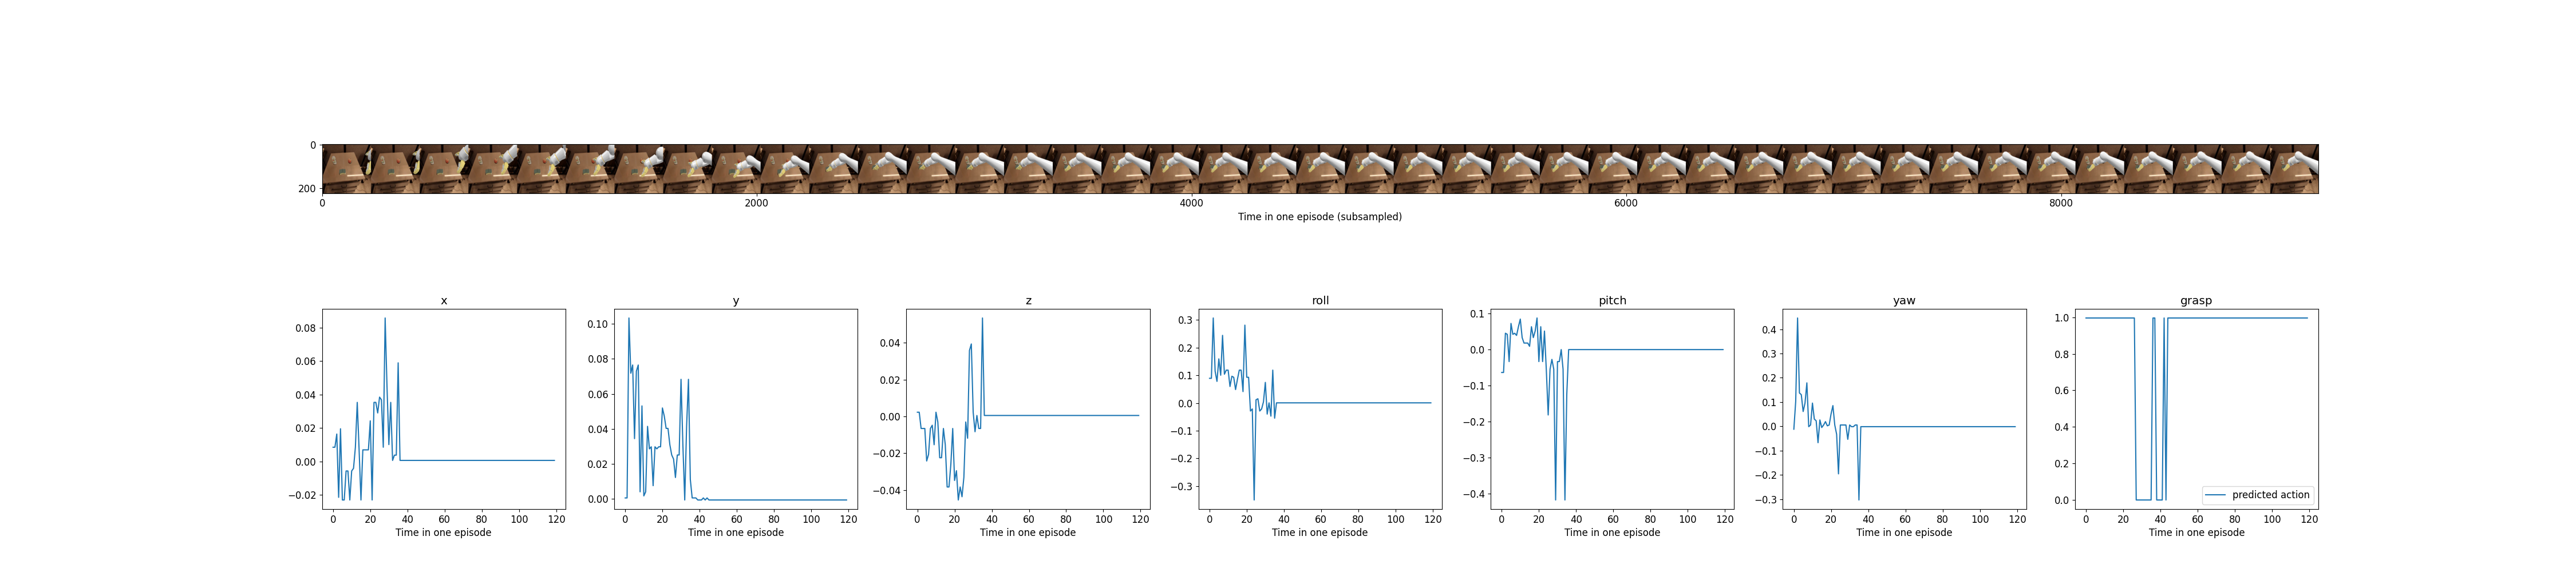 0
200
0 2000 4000 6000 8000
Time in one episode (subsampled)
x y z roll pitch yaw grasp
0.08
0.06
0.04
0.02
0.00
−0.02
0 20 40 60 80 100 120
Time in one episode
0.10
0.08
0.06
0.04
0.02
0.00
0 20 40 60 80 100 120
Time in one episode
0.04
0.02
0.00
−0.02
−0.04
0 20 40 60 80 100 120
Time in one episode
0.3
0.2
0.1
0.0
−0.1
−0.2
−0.3
0 20 40 60 80 100 120
Time in one episode
0.1
0.0
−0.1
−0.2
−0.3
−0.4
0 20 40 60 80 100 120
Time in one episode
0.4
0.3
0.2
0.1
0.0
−0.1
−0.2
−0.3
0 20 40 60 80 100 120
Time in one episode
1.0
0.8
0.6
0.4
0.2
0.0
predicted action
0 20 40 60 80 100 120
Time in one episode